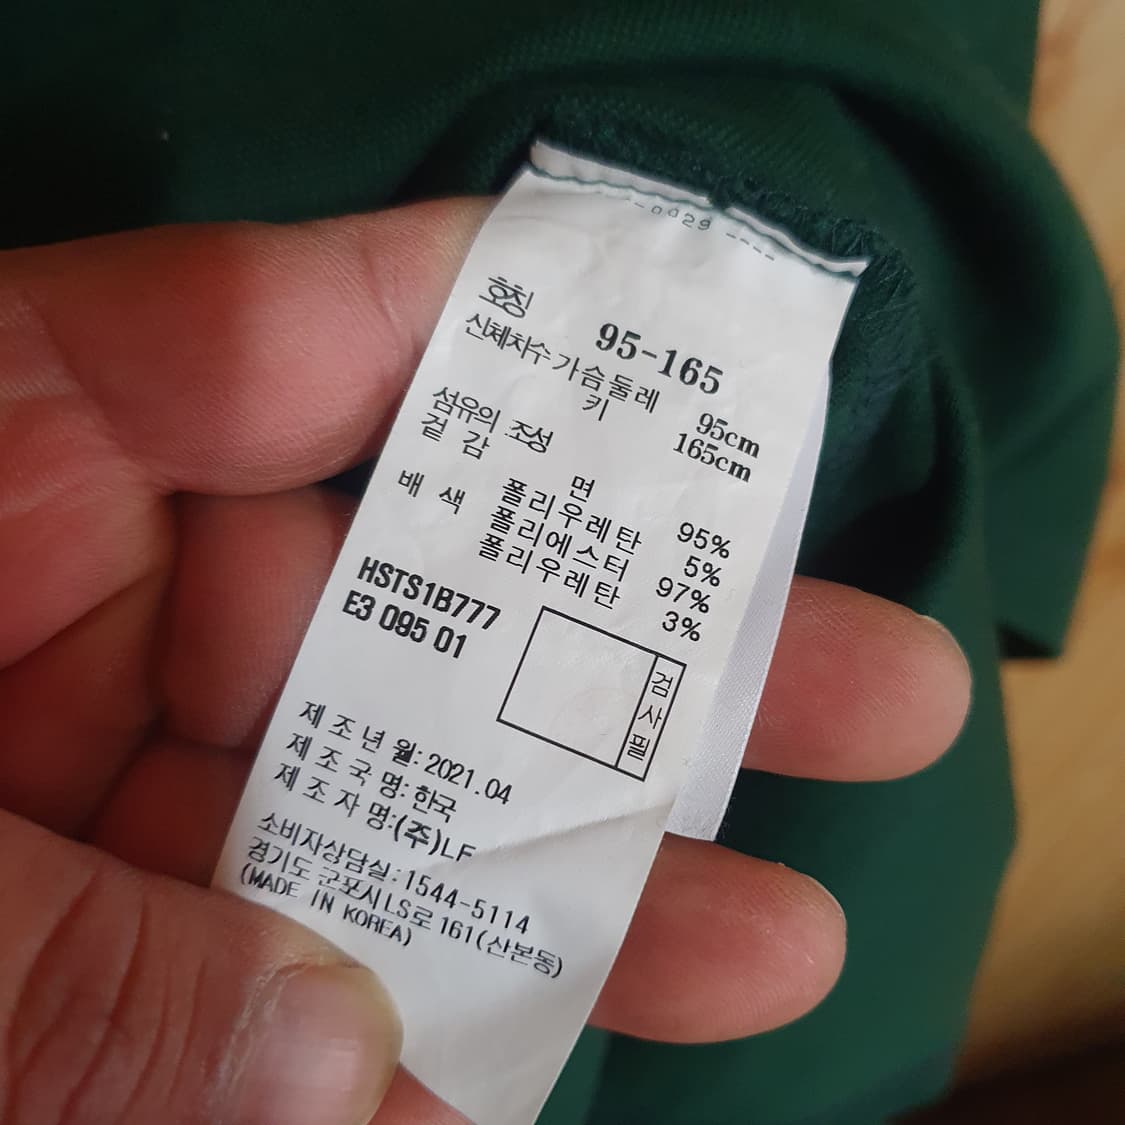 0929 ----
호칭 95-165
신체치수 가슴둘레 95cm
키 165cm
섬유의 조성
겉감 면 95%
폴리우레탄 5%
배색 폴리에스터 97%
폴리우레탄 3%
HSTS1B777
E3 095 01
검사필
제조년월: 2021.04
제조국명: 한국
제조자명:(주)LF
소비자상담실: 1544-5114
경기도 군포시 LS로 161(산본동)
(MADE IN KOREA)